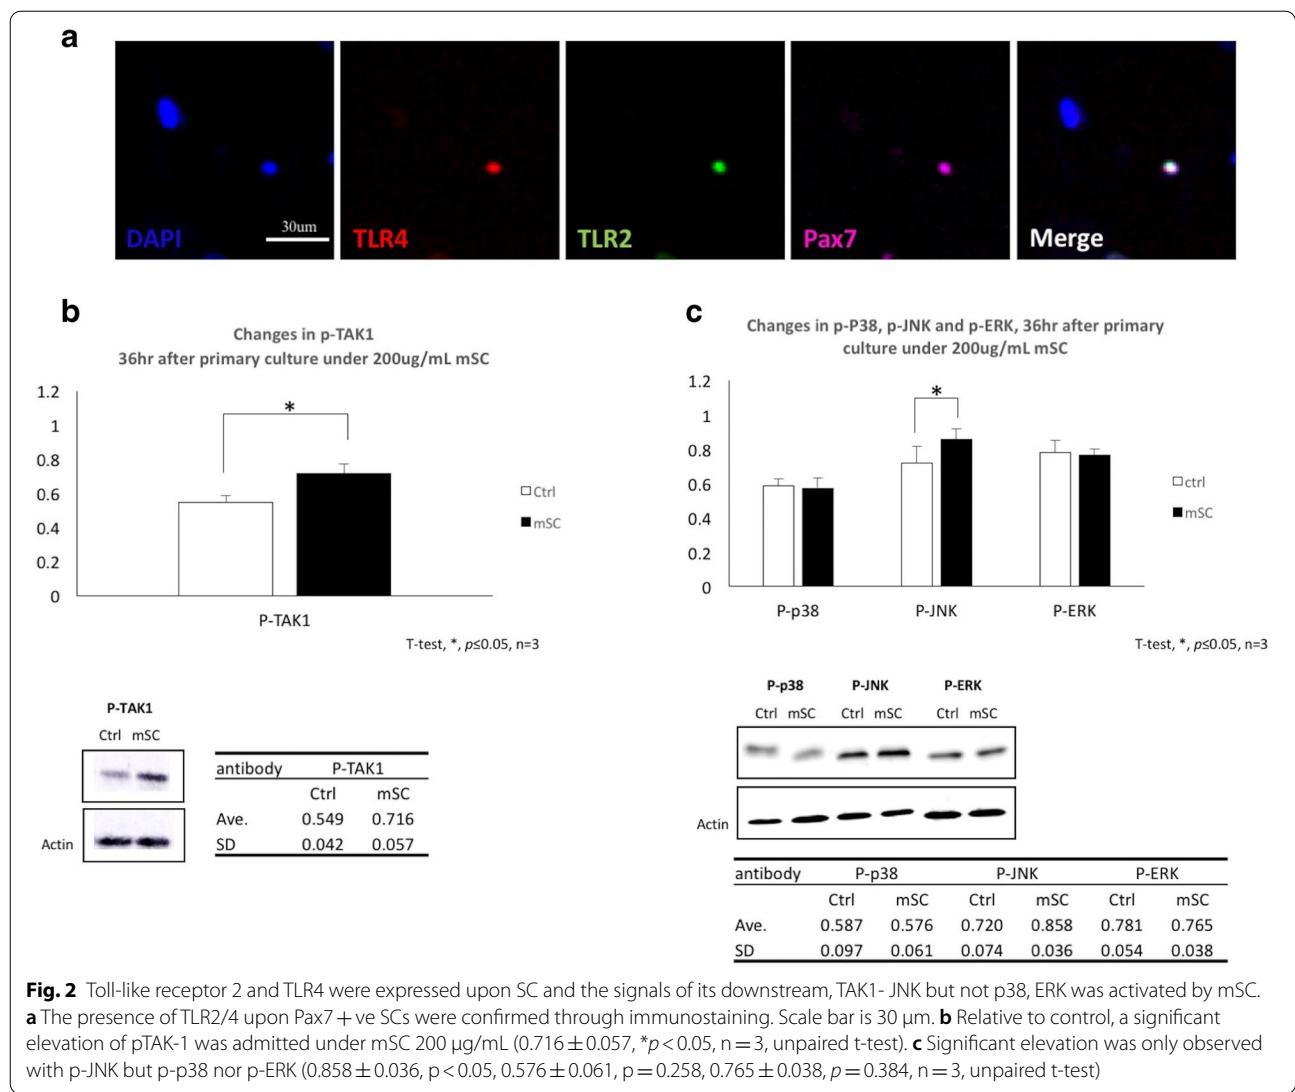 a
DAPI
30um
TLR4
TLR2
Pax7
Merge
b
Changes in p-TAK1
36hr after primary culture under 200ug/mL mSC
1.2
1
0.8
0.6
0.4
0.2
0
*
P-TAK1
Ctrl
mSC
T-test, *, p≤0.05, n=3
P-TAK1
Ctrl mSC
Actin
antibody P-TAK1
Ctrl mSC
Ave. 0.549 0.716
SD 0.042 0.057
c
Changes in p-P38, p-JNK and p-ERK, 36hr after primary
culture under 200ug/mL mSC
1.2
1
0.8
0.6
0.4
0.2
0
*
P-p38 P-JNK P-ERK
ctrl
mSC
T-test, *, p≤0.05, n=3
P-p38 P-JNK P-ERK
Ctrl mSC Ctrl mSC Ctrl mSC
Actin
antibody P-p38 P-JNK P-ERK
Ctrl mSC Ctrl mSC Ctrl mSC
Ave. 0.587 0.576 0.720 0.858 0.781 0.765
SD 0.097 0.061 0.074 0.036 0.054 0.038
Fig. 2 Toll-like receptor 2 and TLR4 were expressed upon SC and the signals of its downstream, TAK1- JNK but not p38, ERK was activated by mSC.
a The presence of TLR2/4 upon Pax7 + ve SCs were confirmed through immunostaining. Scale bar is 30 μm. b Relative to control, a significant
elevation of pTAK-1 was admitted under mSC 200 μg/mL (0.716 ± 0.057, *p < 0.05, n = 3, unpaired t-test). c Significant elevation was only observed
with p-JNK but p-p38 nor p-ERK (0.858 ± 0.036, p < 0.05, 0.576 ± 0.061, p = 0.258, 0.765 ± 0.038, p = 0.384, n = 3, unpaired t-test)